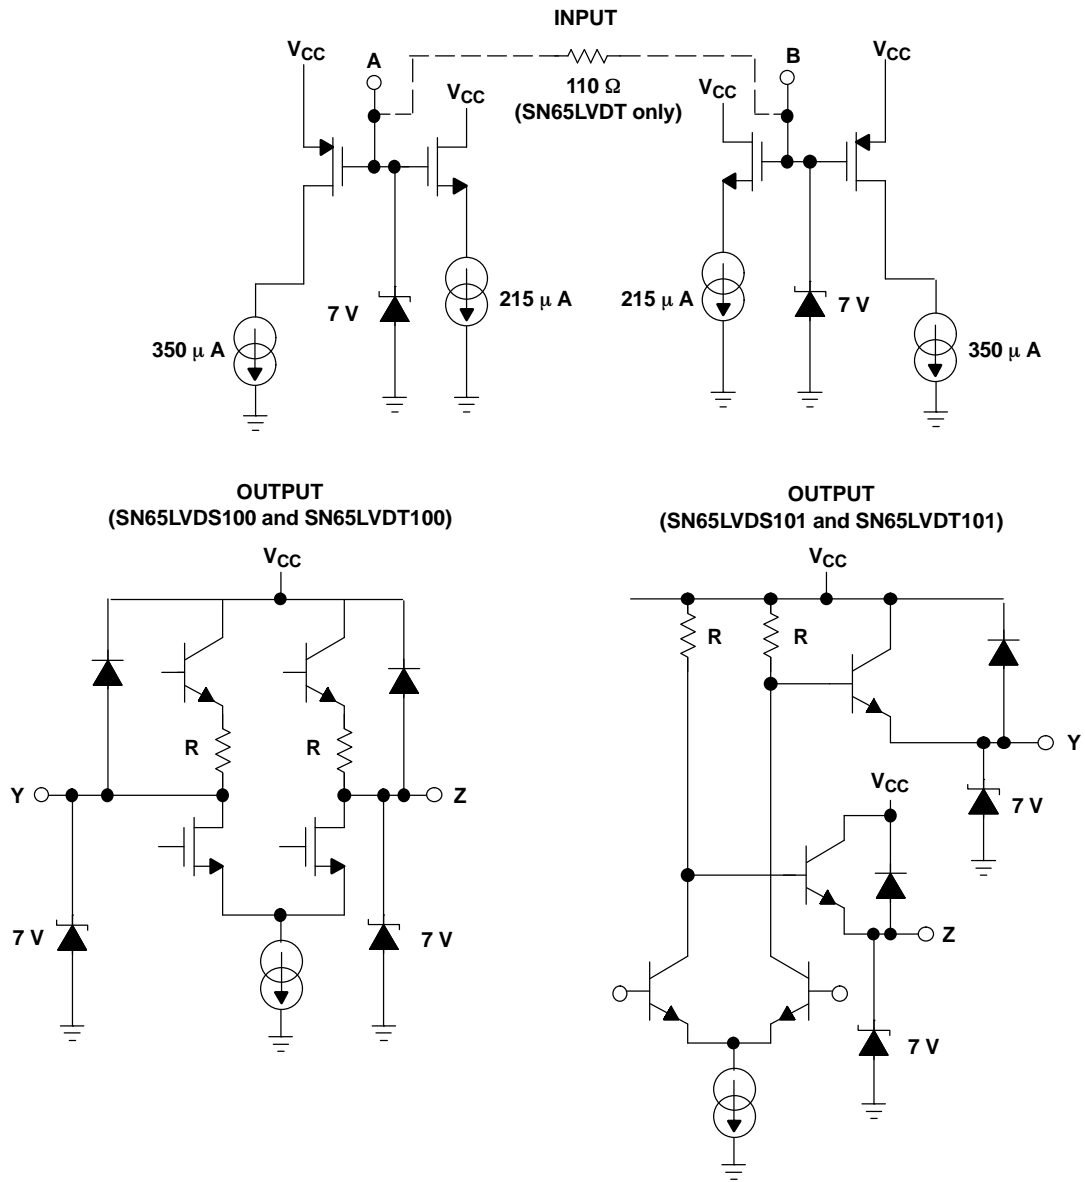 INPUT
VCC
A
B
VCC
110 Ω
(SN65LVDT only)
VCC
VCC
7 V
215 μ A
215 μ A
7 V
350 μ A
350 μ A
OUTPUT
(SN65LVDS100 and SN65LVDT100)
VCC
R
R
Y
Z
7 V
7 V
OUTPUT
(SN65LVDS101 and SN65LVDT101)
VCC
R
R
Y
VCC
7 V
Z
7 V